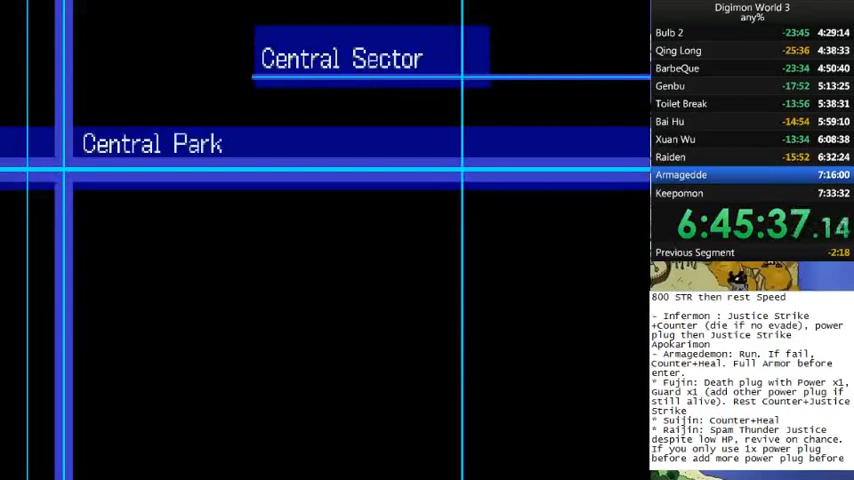 Central Sector
Central Park
Digimon World 3
any%
Bulb 2 -23:45 4:29:14
Qing Long -25:36 4:38:33
BarbeQue -23:34 4:50:40
Genbu -17:52 5:13:25
Toilet Break -13:56 5:38:31
Bai Hu -14:54 5:59:10
Xuan Wu -13:34 6:08:38
Raiden -15:52 6:32:24
Armagedde 7:16:00
Keepomon 7:33:32
6:45:37.14
Previous Segment -2:18
800 STR then rest Speed
- Infermon : Justice Strike
+Counter (die if no evade), power
plug then Justice Strike
Apokarimon
- Armagedemon: Run. If fail,
Counter+Heal. Full Armor before
enter.
* Fujin: Death plug with Power x1,
Guard x1 (add other power plug if
still alive). Rest Counter+Justice
Strike
* Suijin: Counter+Heal
* Raijin: Spam Thunder Justice
despite low HP, revive on chance.
If you only use 1x power plug
before add more power plug before